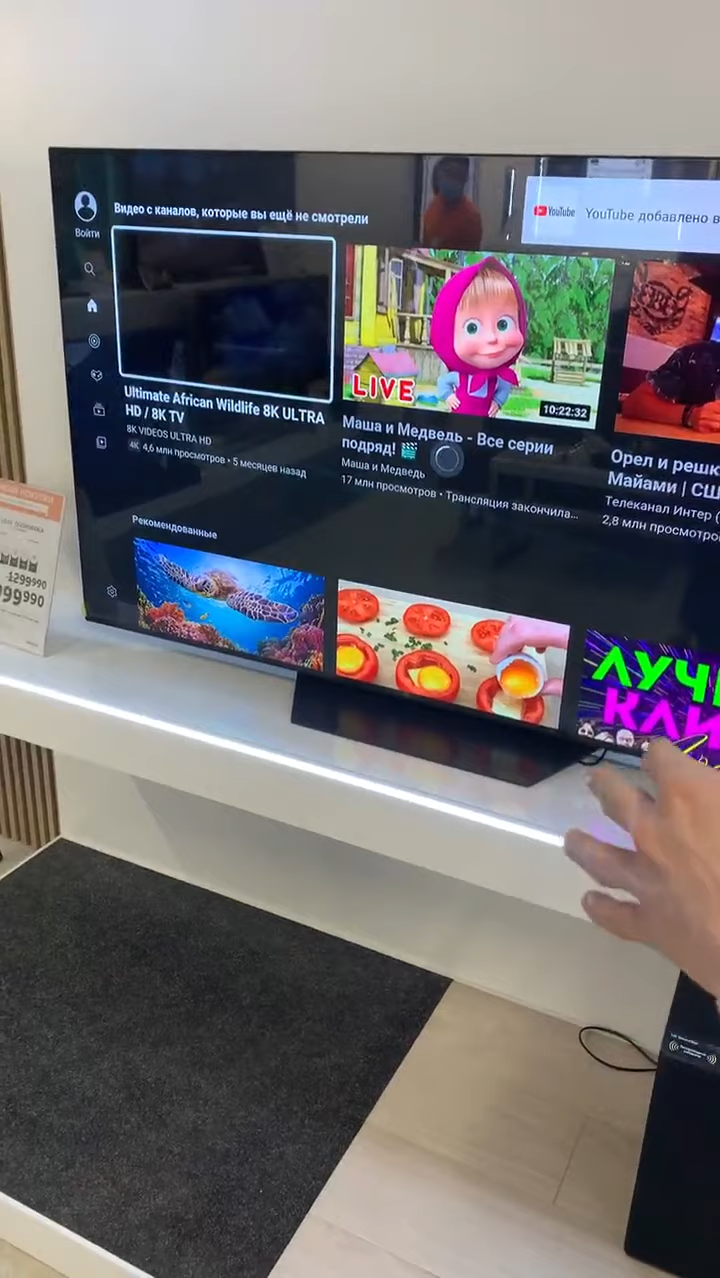 Видео с каналов, которые вы ещё не смотрели
YouTube YouTube добавлено в
Войти
LIVE
10:22:32
Ultimate African Wildlife 8K ULTRA
HD / 8K TV
8K VIDEOS ULTRA HD
4K 4,6 млн просмотров • 5 месяцев назад
Маша и Медведь - Все серии
подряд! 🎬
Маша и Медведь
17 млн просмотров • Трансляция закончила...
Орел и решк
Майами | СШ
Телеканал Интер (
2,8 млн просмотро
Рекомендованные
ЛУЧ
КЛИ
1299990
99990